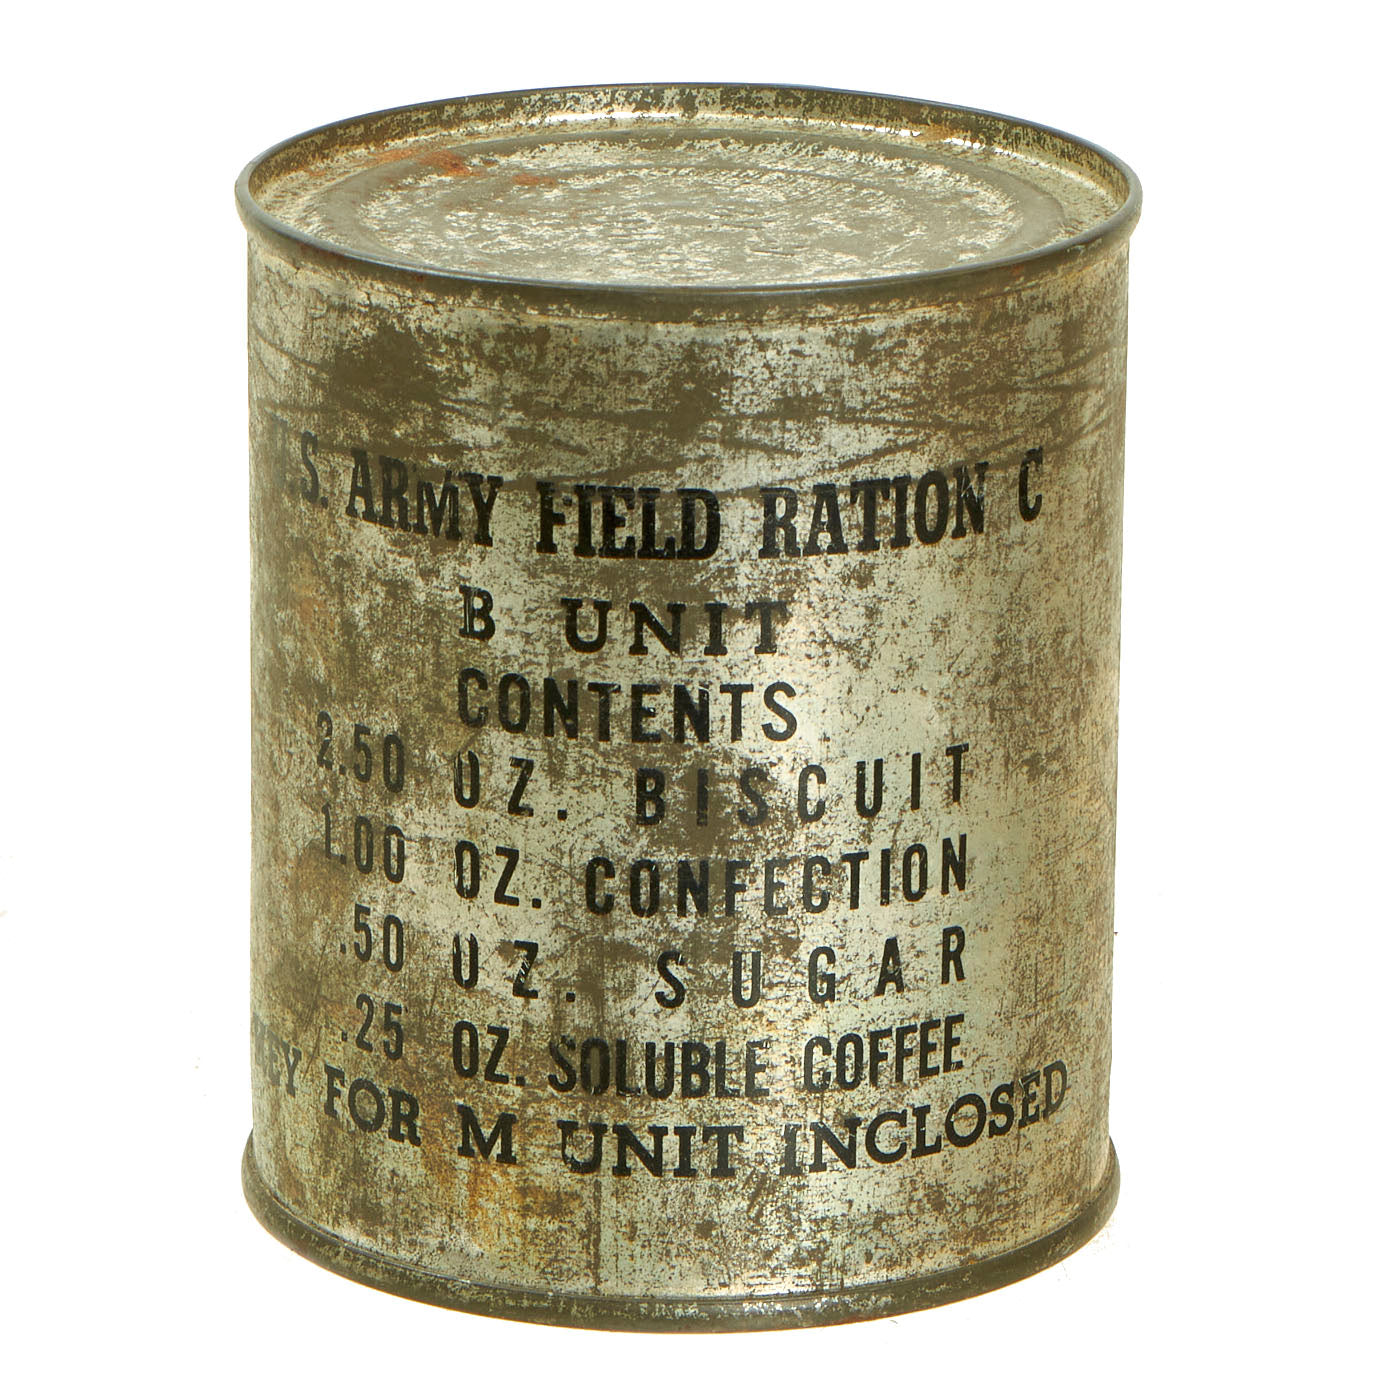 U.S. ARMY FIELD RATION C
B UNIT
CONTENTS
2.50 OZ. BISCUIT
1.00 OZ. CONFECTION
.50 OZ. SUGAR
.25 OZ. SOLUBLE COFFEE
KEY FOR M UNIT INCLOSED